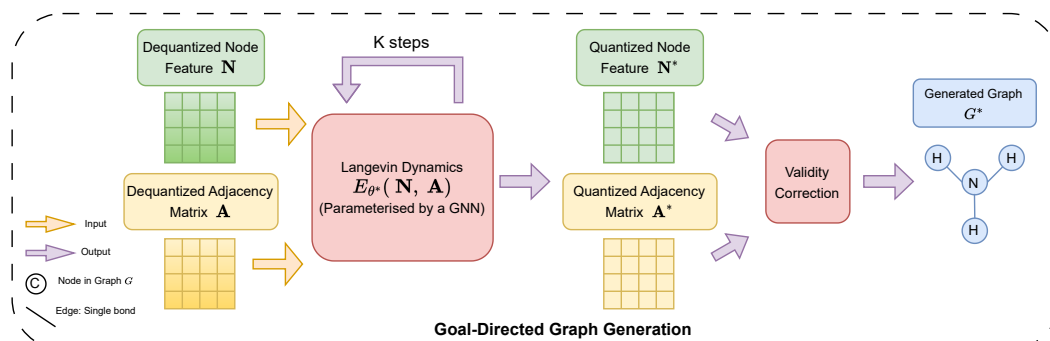 Dequantized Node
Feature N
K steps
Quantized Node
Feature N*
Generated Graph
G*
Langevin Dynamics
E_θ*( N, A)
(Parameterised by a GNN)
Validity
Correction
H
H
N
H
Dequantized Adjacency
Matrix A
Quantized Adjacency
Matrix A*
Input
Output
C
Node in Graph G
Edge: Single bond
Goal-Directed Graph Generation